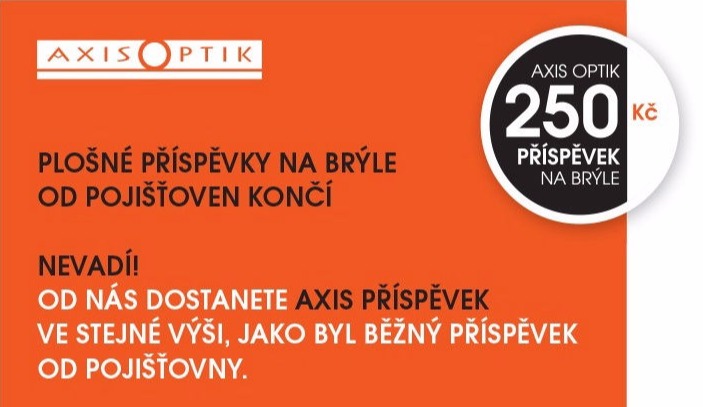 AXIS OPTIK
AXIS OPTIK
250 Kč
PŘÍSPĚVEK
NA BRÝLE
PLOŠNÉ PŘÍSPĚVKY NA BRÝLE
OD POJIŠŤOVEN KONČÍ
NEVADÍ!
OD NÁS DOSTANETE AXIS PŘÍSPĚVEK
VE STEJNÉ VÝŠI, JAKO BYL BĚŽNÝ PŘÍSPĚVEK
OD POJIŠŤOVNY.